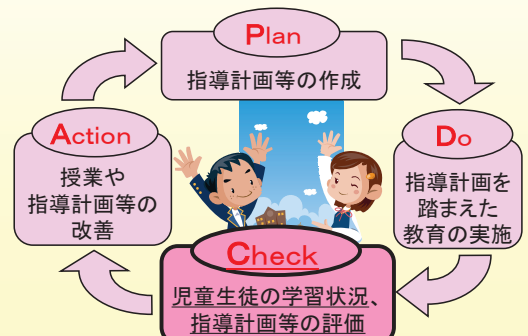 Plan
指導計画等の作成
Do
指導計画を
踏まえた
教育の実施
Check
児童生徒の学習状況、
指導計画等の評価
Action
授業や
指導計画等の
改善